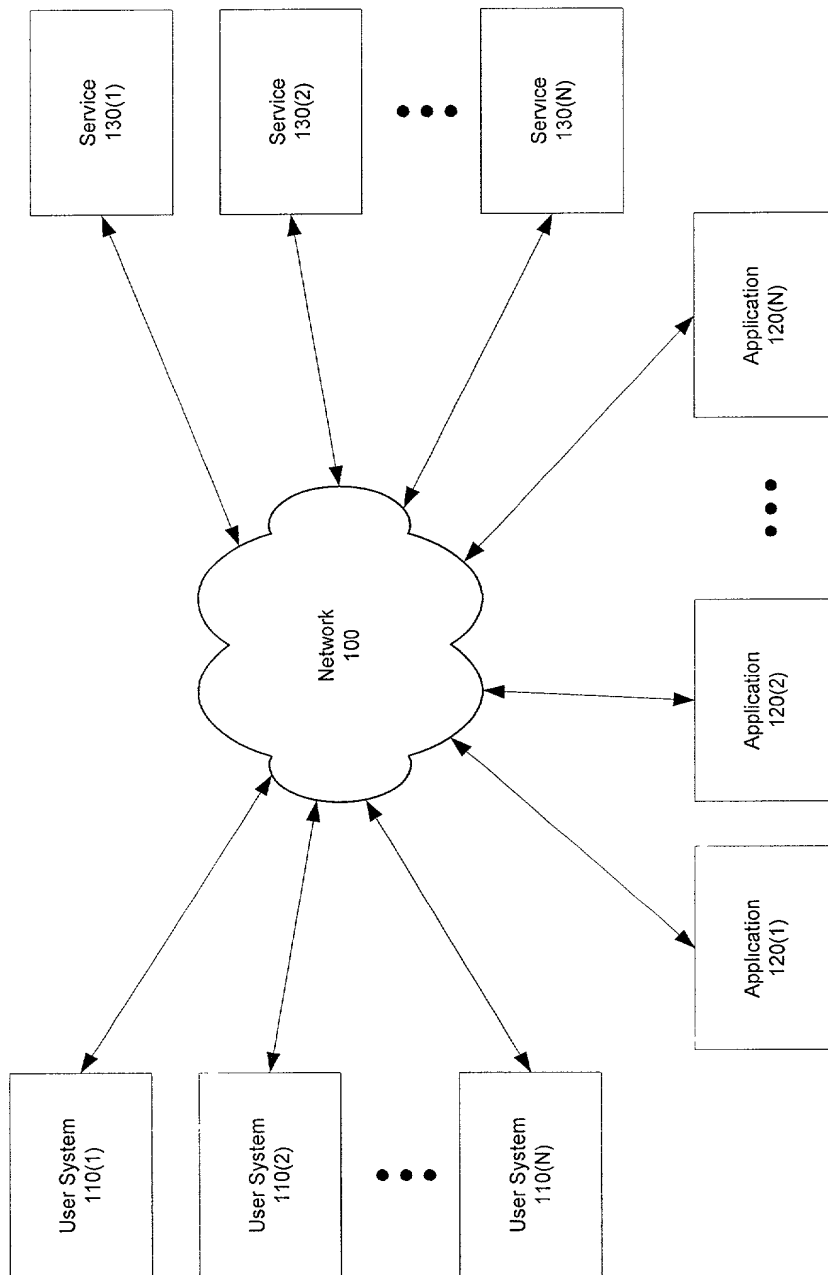 User System
110(1)
User System
110(2)
User System
110(N)
Network
100
Service
130(1)
Service
130(2)
Service
130(N)
Application
120(1)
Application
120(2)
Application
120(N)